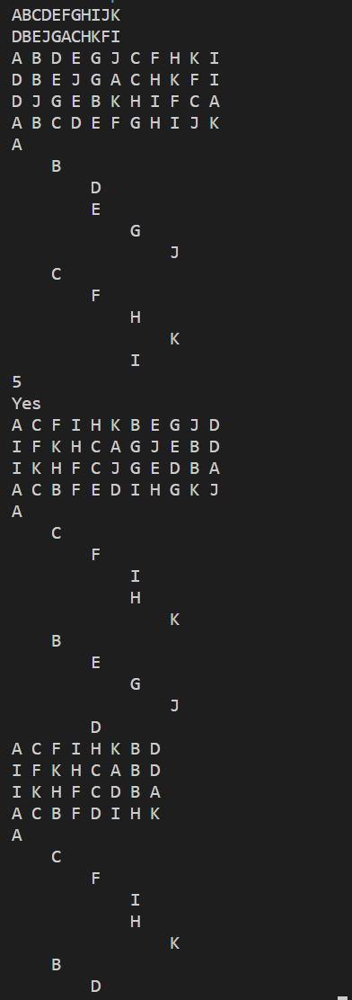 ABCDEFGHIJK
DBEJGACHKFI
A B D E G J C F H K I
D B E J G A C H K F I
D J G E B K H I F C A
A B C D E F G H I J K
A
    B
        D
        E
            G
                J
    C
        F
            H
                K
            I
5
Yes
A C F I H K B E G J D
I F K H C A G J E B D
I K H F C J G E D B A
A C B F E D I H G K J
A
    C
        F
            I
            H
                K
    B
        E
            G
                J
        D
A C F I H K B D
I F K H C A B D
I K H F C D B A
A C B F D I H K
A
    C
        F
            I
            H
                K
    B
        D